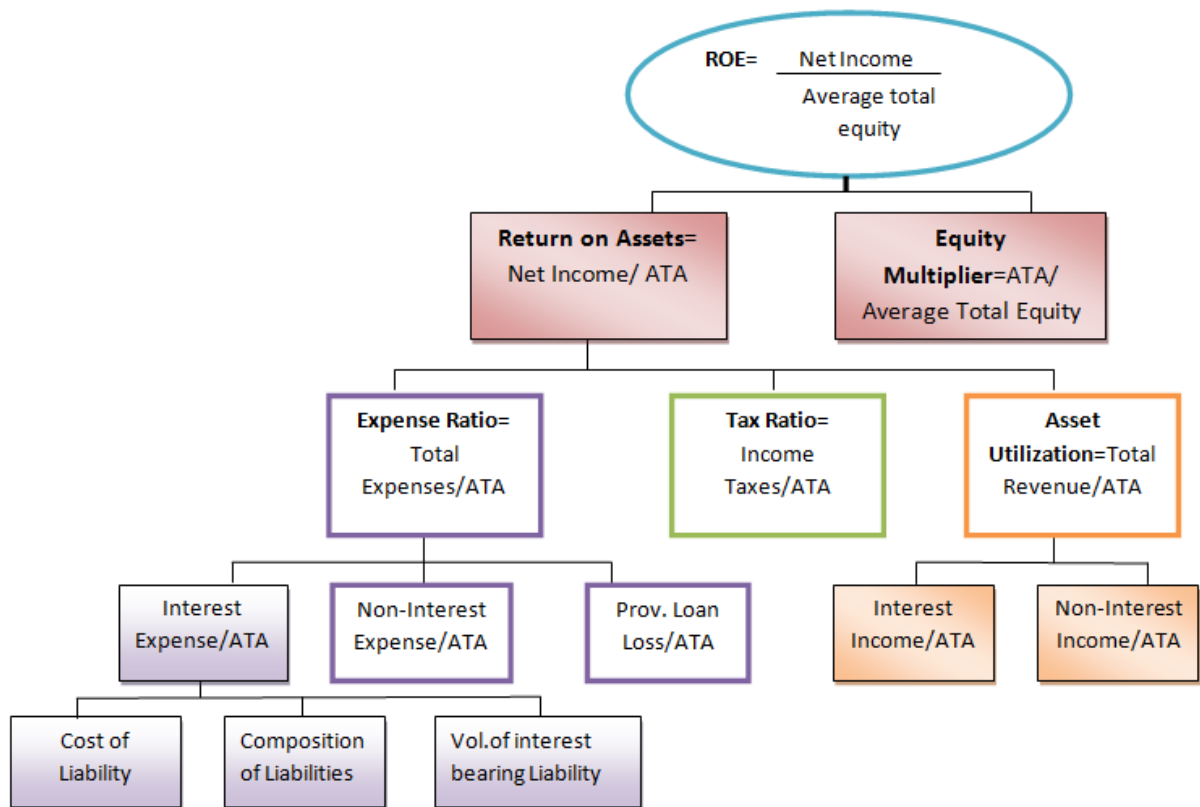 ROE= Net Income
Average total
equity
Return on Assets=
Net Income/ ATA
Equity
Multiplier=ATA/
Average Total Equity
Expense Ratio=
Total
Expenses/ATA
Tax Ratio=
Income
Taxes/ATA
Asset
Utilization=Total
Revenue/ATA
Interest
Expense/ATA
Non-Interest
Expense/ATA
Prov. Loan
Loss/ATA
Interest
Income/ATA
Non-Interest
Income/ATA
Cost of
Liability
Composition
of Liabilities
Vol.of interest
bearing Liability